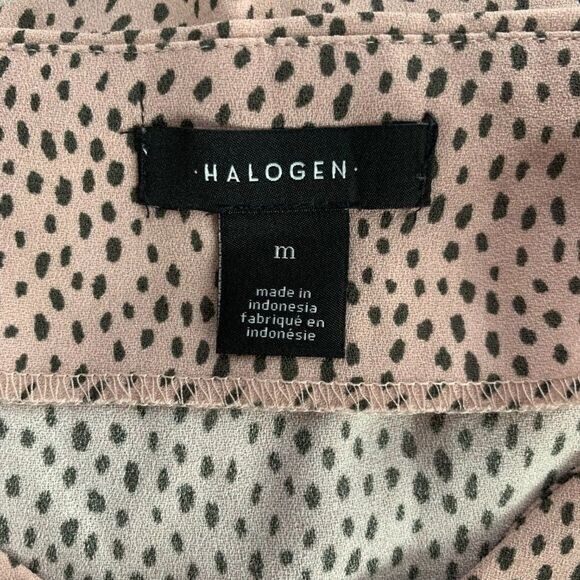 ·HALOGEN·
m
made in
indonesia
fabriqué en
indonésie